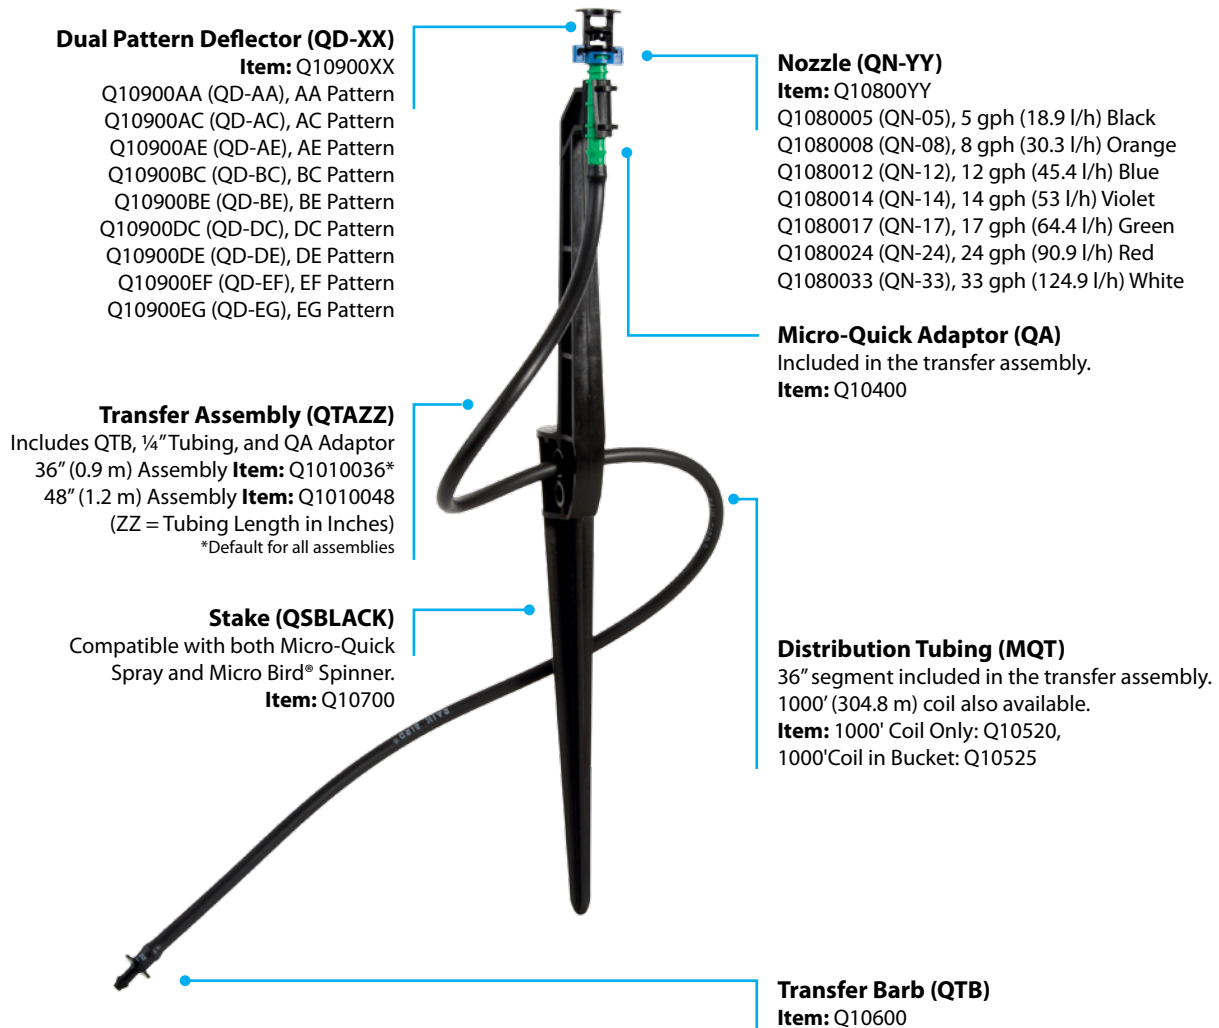 Dual Pattern Deflector (QD-XX)
Item: Q10900XX
Q10900AA (QD-AA), AA Pattern
Q10900AC (QD-AC), AC Pattern
Q10900AE (QD-AE), AE Pattern
Q10900BC (QD-BC), BC Pattern
Q10900BE (QD-BE), BE Pattern
Q10900DC (QD-DC), DC Pattern
Q10900DE (QD-DE), DE Pattern
Q10900EF (QD-EF), EF Pattern
Q10900EG (QD-EG), EG Pattern
Nozzle (QN-YY)
Item: Q10800YY
Q1080005 (QN-05), 5 gph (18.9 l/h) Black
Q1080008 (QN-08), 8 gph (30.3 l/h) Orange
Q1080012 (QN-12), 12 gph (45.4 l/h) Blue
Q1080014 (QN-14), 14 gph (53 l/h) Violet
Q1080017 (QN-17), 17 gph (64.4 l/h) Green
Q1080024 (QN-24), 24 gph (90.9 l/h) Red
Q1080033 (QN-33), 33 gph (124.9 l/h) White
Micro-Quick Adaptor (QA)
Included in the transfer assembly.
Item: Q10400
Transfer Assembly (QTAZZ)
Includes QTB, ¼” Tubing, and QA Adaptor
36” (0.9 m) Assembly Item: Q1010036*
48” (1.2 m) Assembly Item: Q1010048
(ZZ = Tubing Length in Inches)
*Default for all assemblies
Stake (QSBLACK)
Compatible with both Micro-Quick
Spray and Micro Bird® Spinner.
Item: Q10700
Distribution Tubing (MQT)
36” segment included in the transfer assembly.
1000’ (304.8 m) coil also available.
Item: 1000' Coil Only: Q10520,
1000'Coil in Bucket: Q10525
RAIN BIRD®
Transfer Barb (QTB)
Item: Q10600